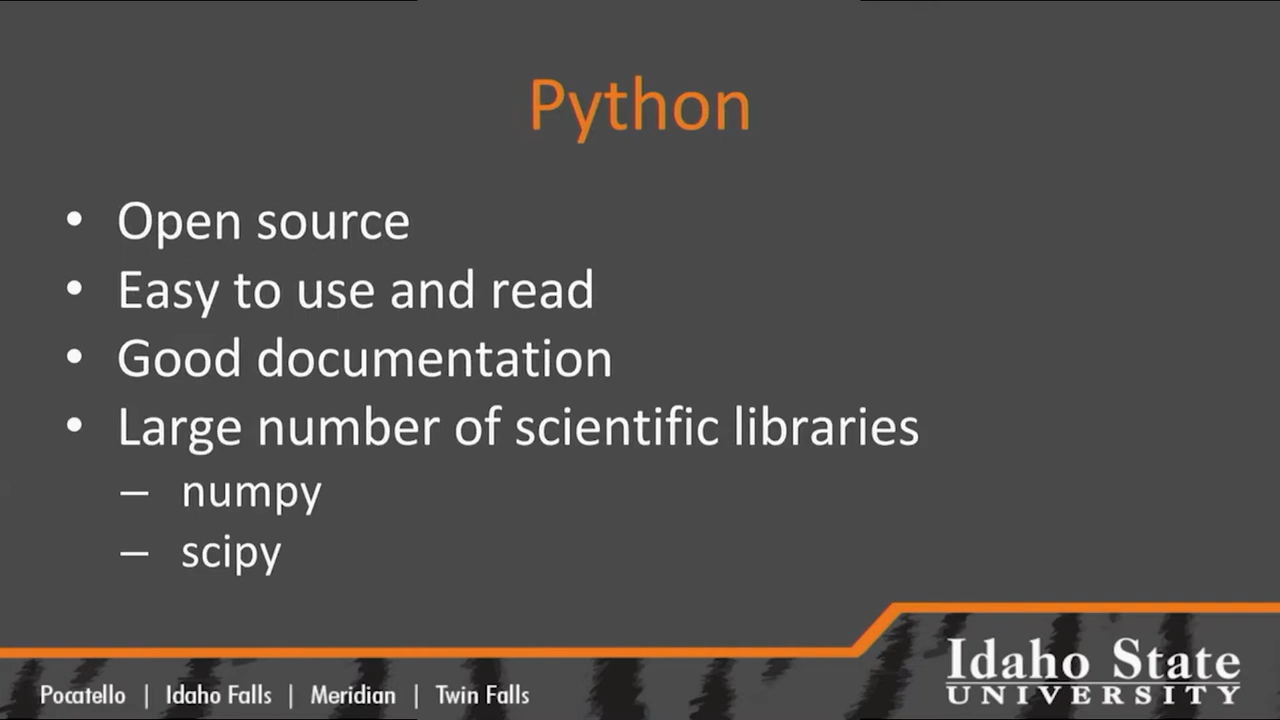 Python
• Open source
• Easy to use and read
• Good documentation
• Large number of scientific libraries
– numpy
– scipy
Pocatello | Idaho Falls | Meridian | Twin Falls
Idaho State
UNIVERSITY